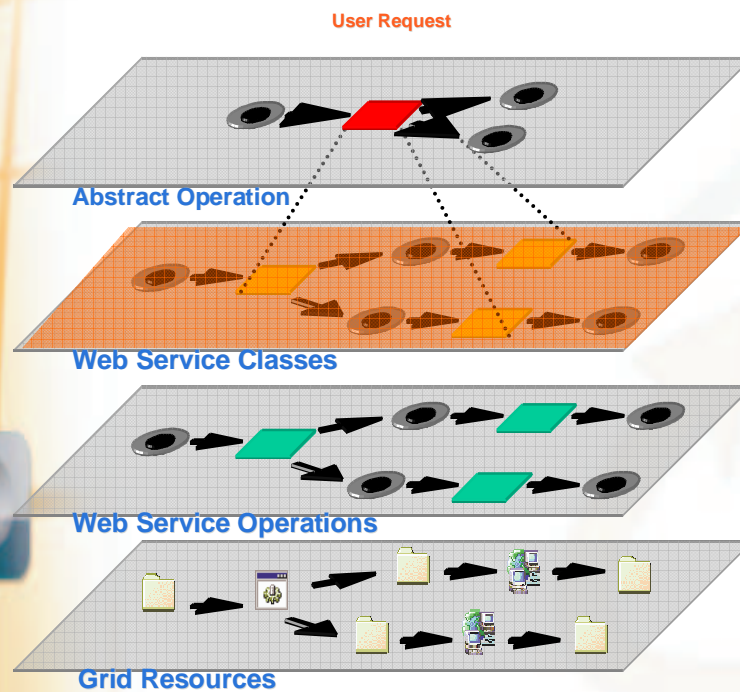 User Request
Abstract Operation
Web Service Classes
Web Service Operations
Grid Resources